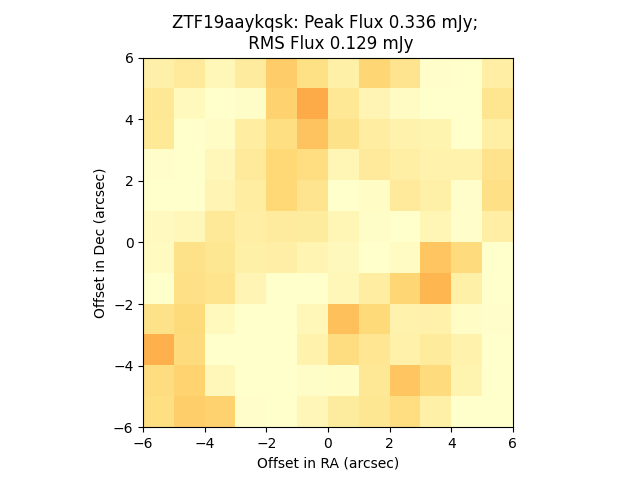 ZTF19aaykqsk: Peak Flux 0.336 mJy;
RMS Flux 0.129 mJy
6
4
2
0
−2
−4
−6
Offset in Dec (arcsec)
−6 −4 −2 0 2 4 6
Offset in RA (arcsec)